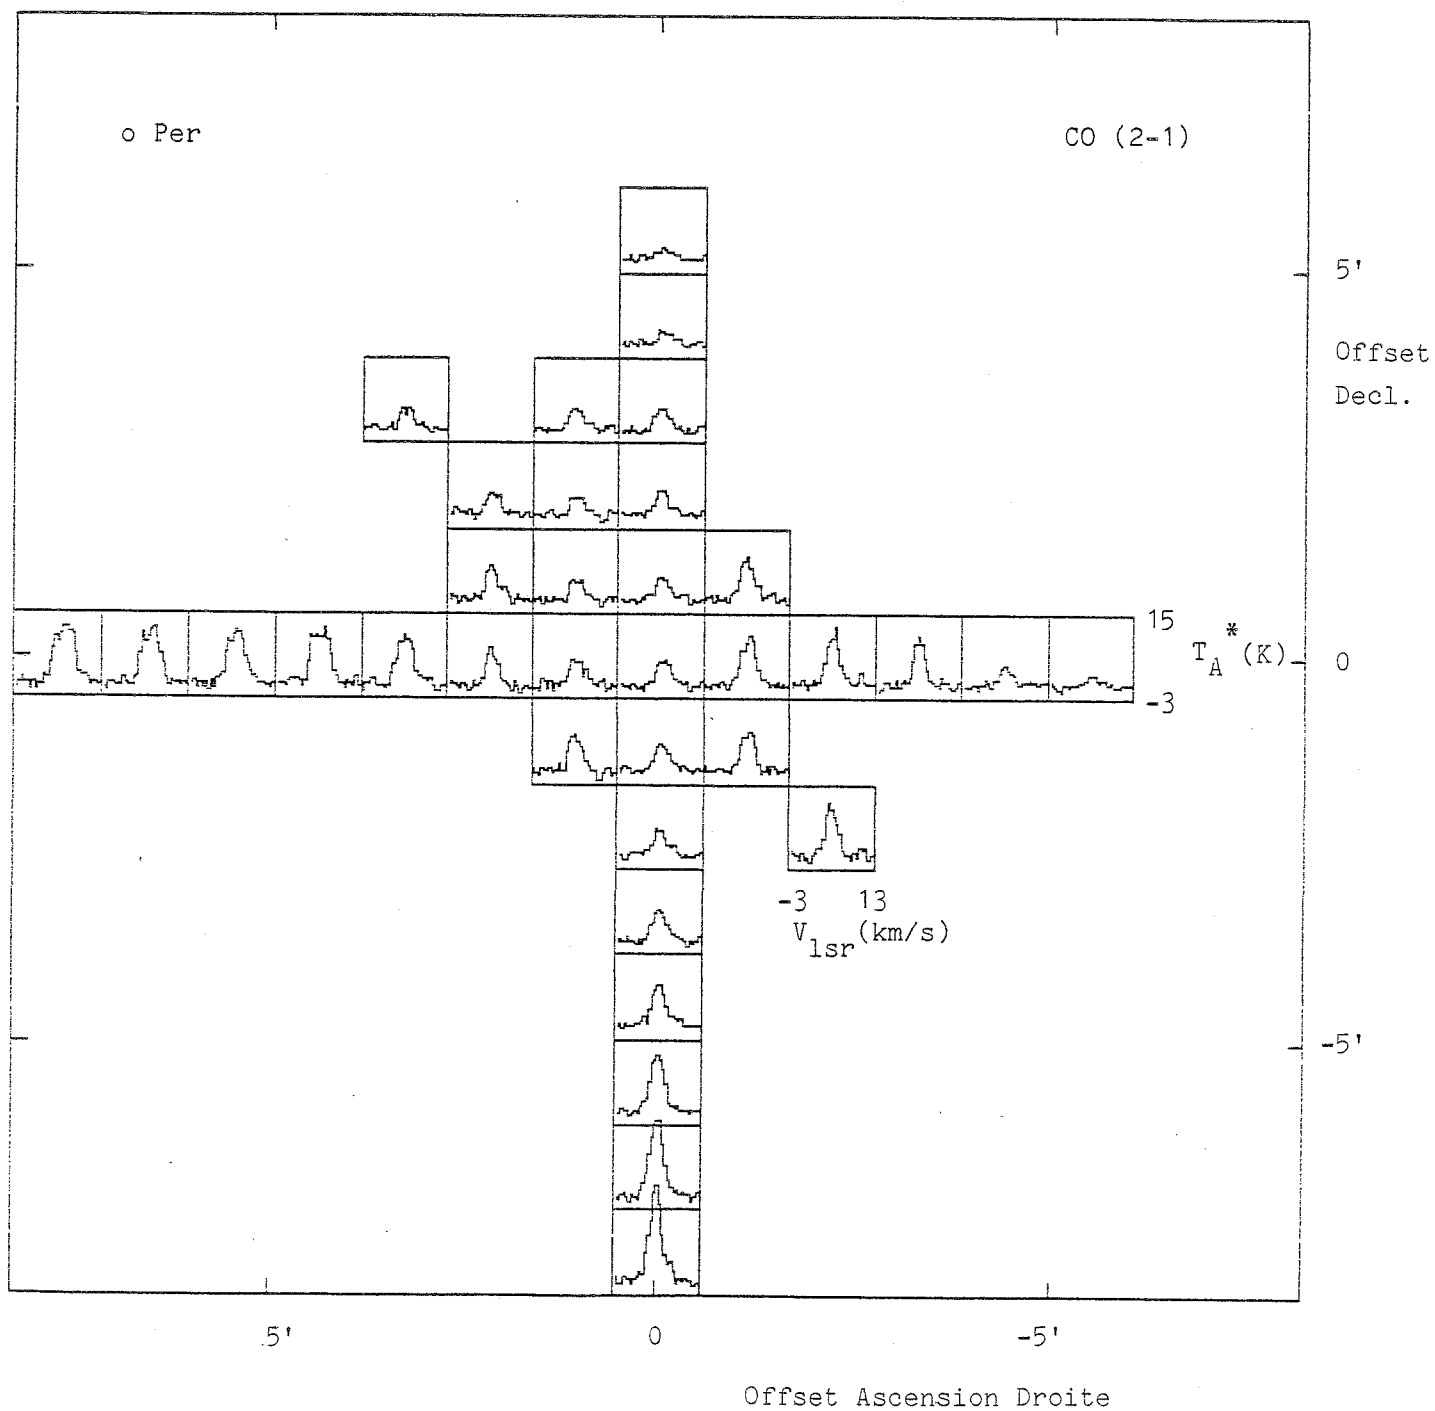 o Per
CO (2-1)
5'
Offset
Decl.
15
T_A^*(K)
0
-3
-3 13
V_lsr(km/s)
-5'
5' 0 -5'
Offset Ascension Droite